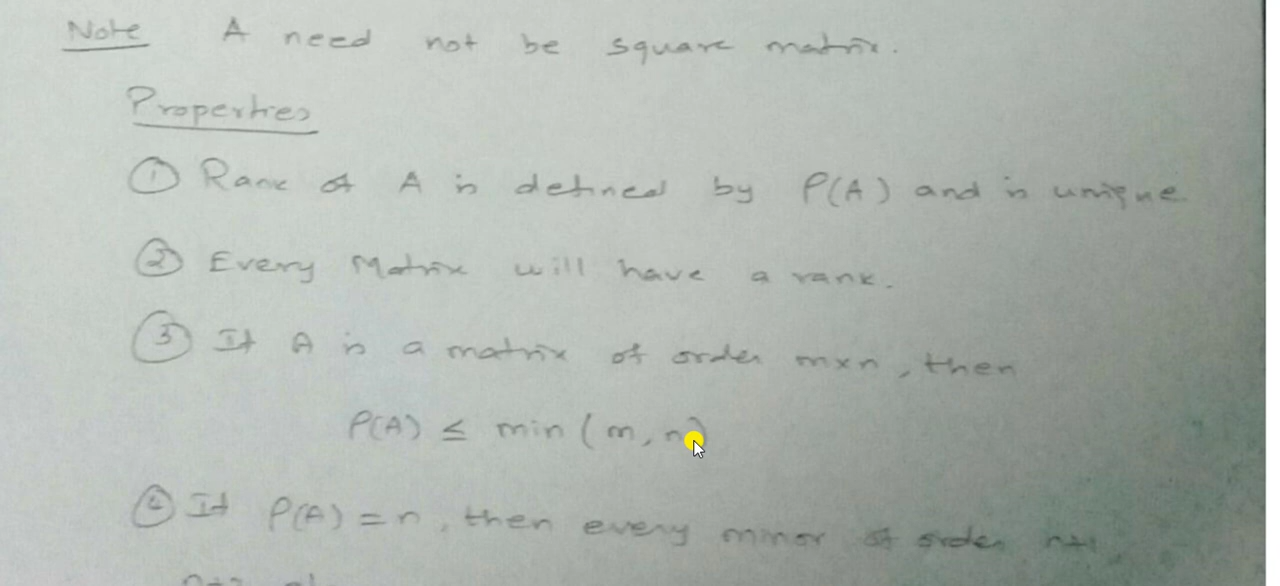 Note A need not be square matrix.
Properties
① Rank of A is defined by ρ(A) and is unique
② Every Matrix will have a rank.
③ If A is a matrix of order m×n, then
ρ(A) ≤ min (m, n)
④ If ρ(A) = n, then every minor of order n+1,